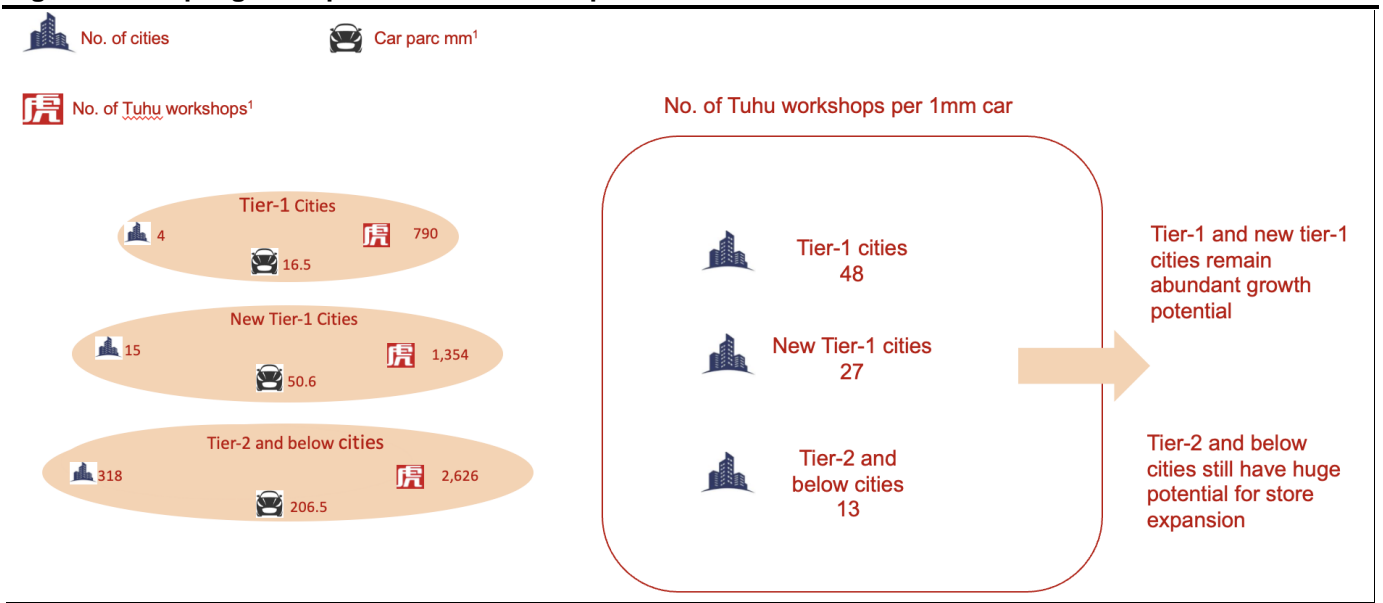 No. of cities
Car parc mm¹
虎
No. of Tuhu workshops¹
No. of Tuhu workshops per 1mm car
Tier-1 Cities
4
虎
790
16.5
New Tier-1 Cities
15
虎
1,354
50.6
Tier-2 and below cities
318
虎
2,626
206.5
Tier-1 cities
48
New Tier-1 cities
27
Tier-2 and
below cities
13
Tier-1 and new tier-1
cities remain
abundant growth
potential
Tier-2 and below
cities still have huge
potential for store
expansion